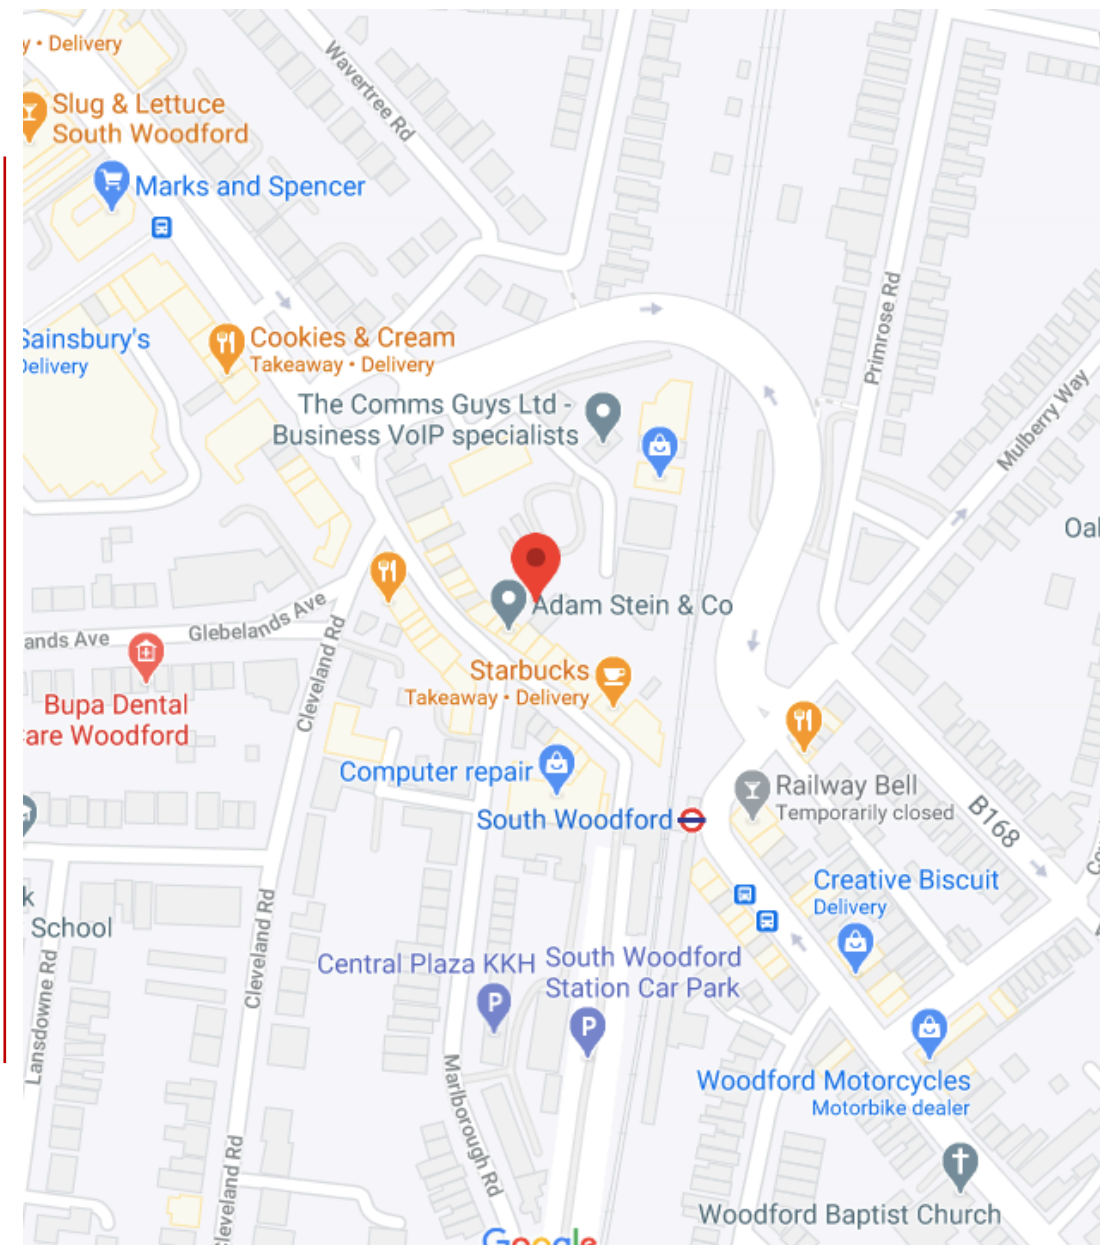 y • Delivery
Slug & Lettuce
South Woodford
Wavertree Rd
Marks and Spencer
Sainsbury's
Delivery
Cookies & Cream
Takeaway • Delivery
Primrose Rd
The Comms Guys Ltd -
Business VoIP specialists
Mulberry Way
Oal
Adam Stein & Co
ands Ave
Glebelands Ave
Cleveland Rd
Starbucks
Takeaway • Delivery
Bupa Dental
are Woodford
Computer repair
South Woodford
Railway Bell
Temporarily closed
B168
Creative Biscuit
Delivery
k
School
Cleveland Rd
Lansdowne Rd
Central Plaza KKH
South Woodford
Station Car Park
Marlborough Rd
Woodford Motorcycles
Motorbike dealer
Cleveland Rd
Woodford Baptist Church
Google